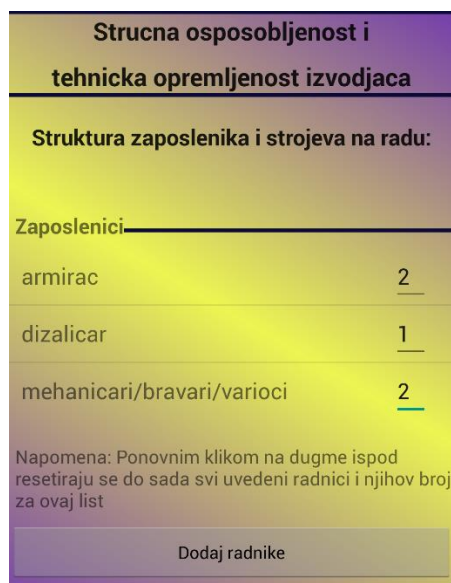 Strucna osposobljenost i
tehnicka opremljenost izvodjaca
Struktura zaposlenika i strojeva na radu:
Zaposlenici
armirac 2
dizalicar 1
mehanicari/bravari/varioci 2
Napomena: Ponovnim klikom na dugme ispod
resetiraju se do sada svi uvedeni radnici i njihov broj
za ovaj list
Dodaj radnike